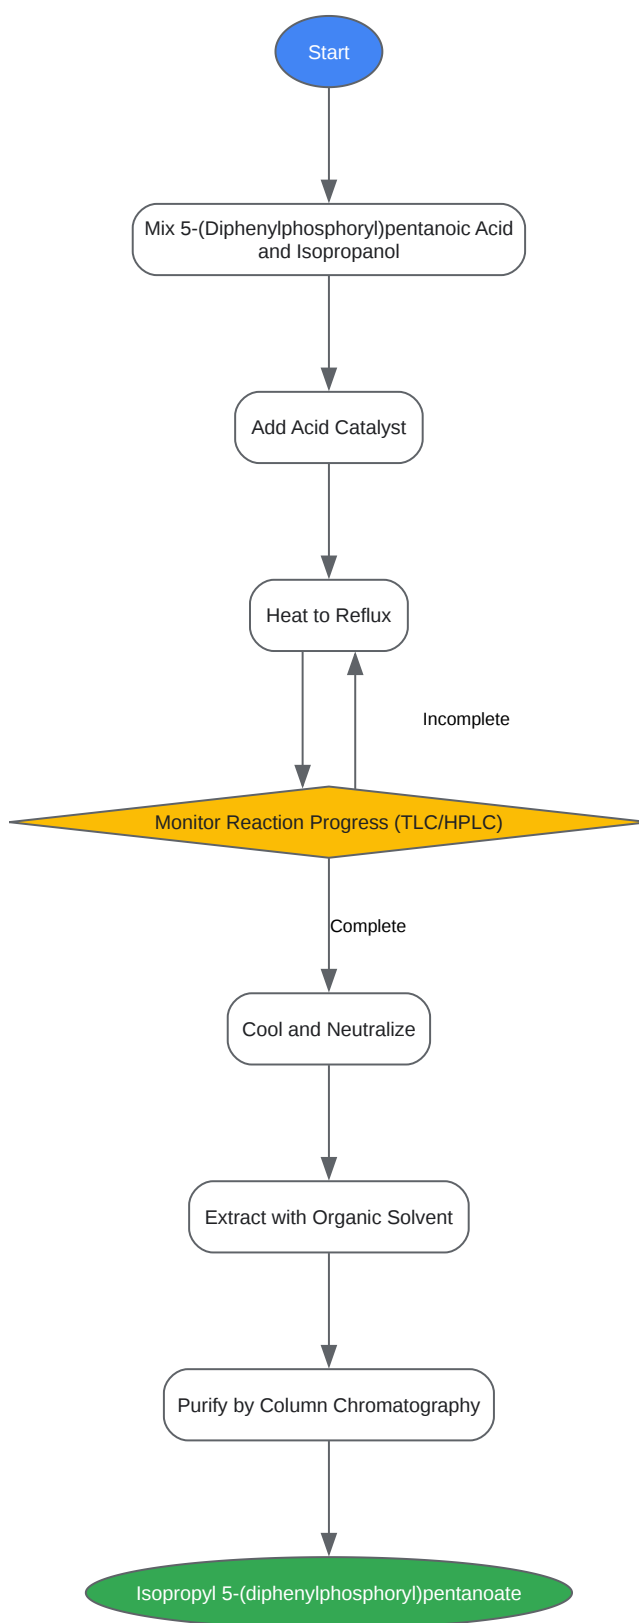 Start
Mix 5-(Diphenylphosphoryl)pentanoic Acid
and Isopropanol
Add Acid Catalyst
Heat to Reflux
Incomplete
Monitor Reaction Progress (TLC/HPLC)
Complete
Cool and Neutralize
Extract with Organic Solvent
Purify by Column Chromatography
Isopropyl 5-(diphenylphosphoryl)pentanoate